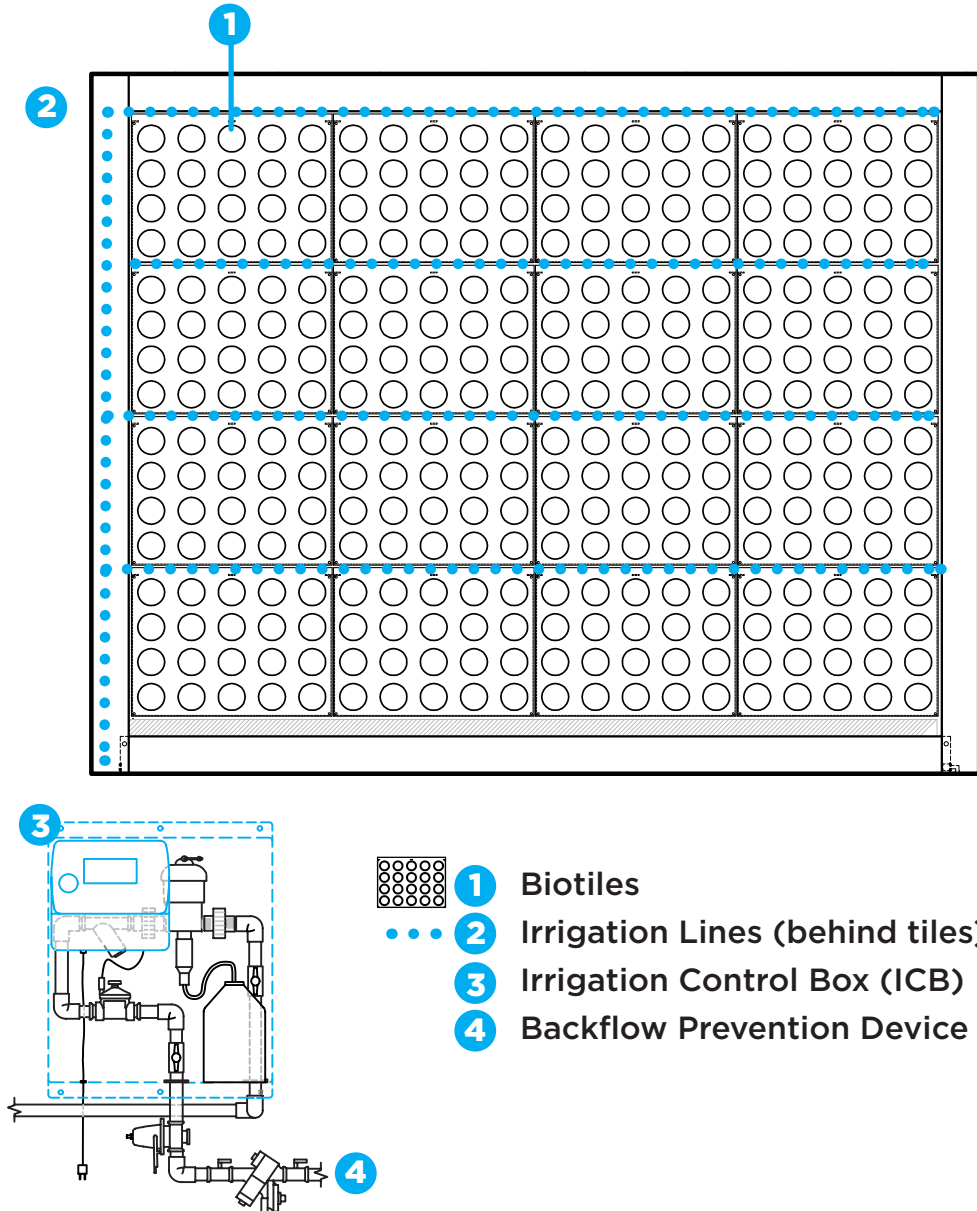 1
2
3
4
1 Biotiles
2 Irrigation Lines (behind tiles)
3 Irrigation Control Box (ICB)
4 Backflow Prevention Device